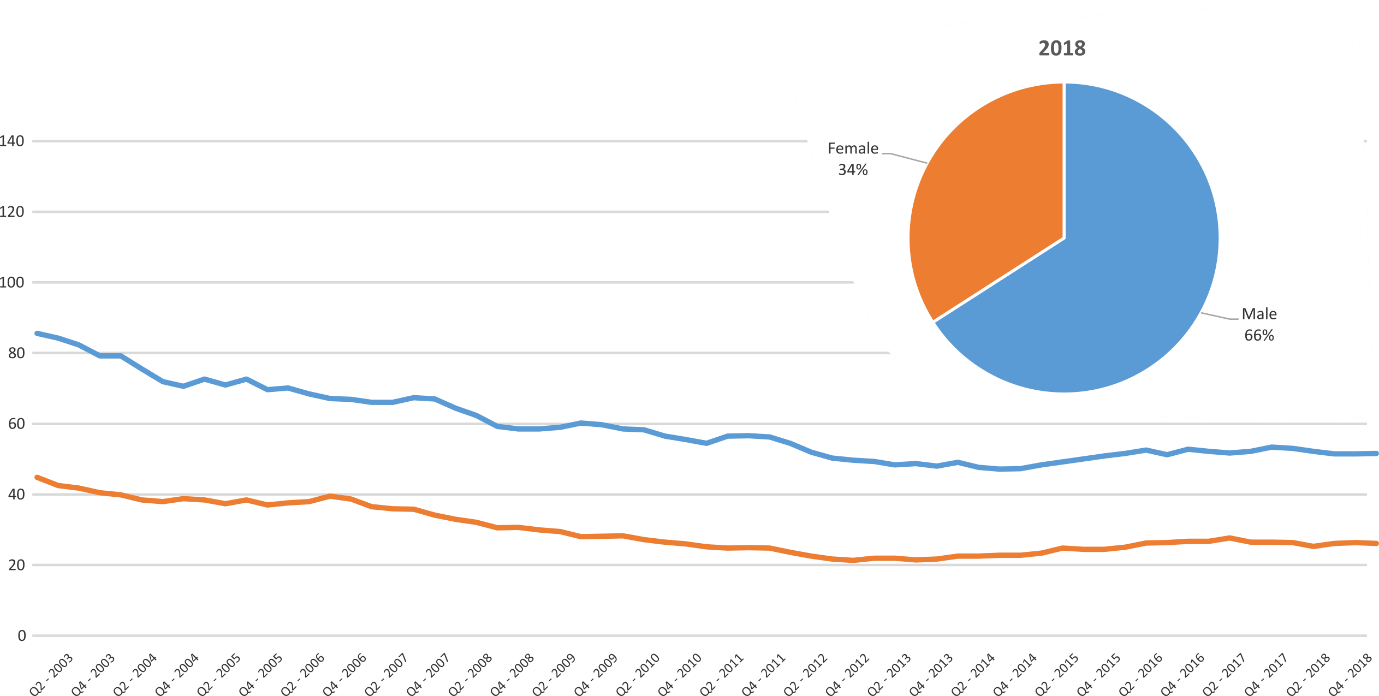 2018
140
120
100
80
60
40
20
0
Female
34%
Male
66%
Q2 - 2003
Q4 - 2003
Q2 - 2004
Q4 - 2004
Q2 - 2005
Q4 - 2005
Q2 - 2006
Q4 - 2006
Q2 - 2007
Q4 - 2007
Q2 - 2008
Q4 - 2008
Q2 - 2009
Q4 - 2009
Q2 - 2010
Q4 - 2010
Q2 - 2011
Q4 - 2011
Q2 - 2012
Q4 - 2012
Q2 - 2013
Q4 - 2013
Q2 - 2014
Q4 - 2014
Q2 - 2015
Q4 - 2015
Q2 - 2016
Q4 - 2016
Q2 - 2017
Q4 - 2017
Q2 - 2018
Q4 - 2018